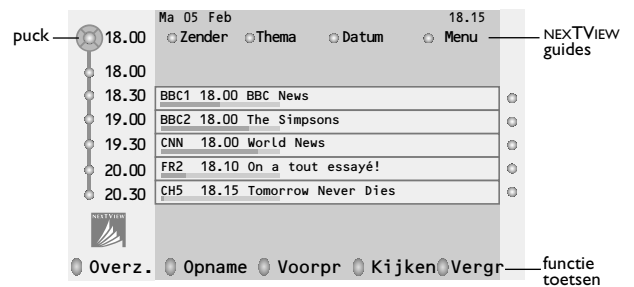 Ma 05 Feb 18.15
puck 18.00 Zender Thema Datum Menu NEXTVIEW guides
18.00
18.30 BBC1 18.00 BBC News
19.00 BBC2 18.00 The Simpsons
19.30 CNN 18.00 World News
20.00 FR2 18.10 On a tout essayé!
20.30 CH5 18.15 Tomorrow Never Dies
NEXTVIEW
Overz. Opname Voorpr Kijken Vergr functie
toetsen